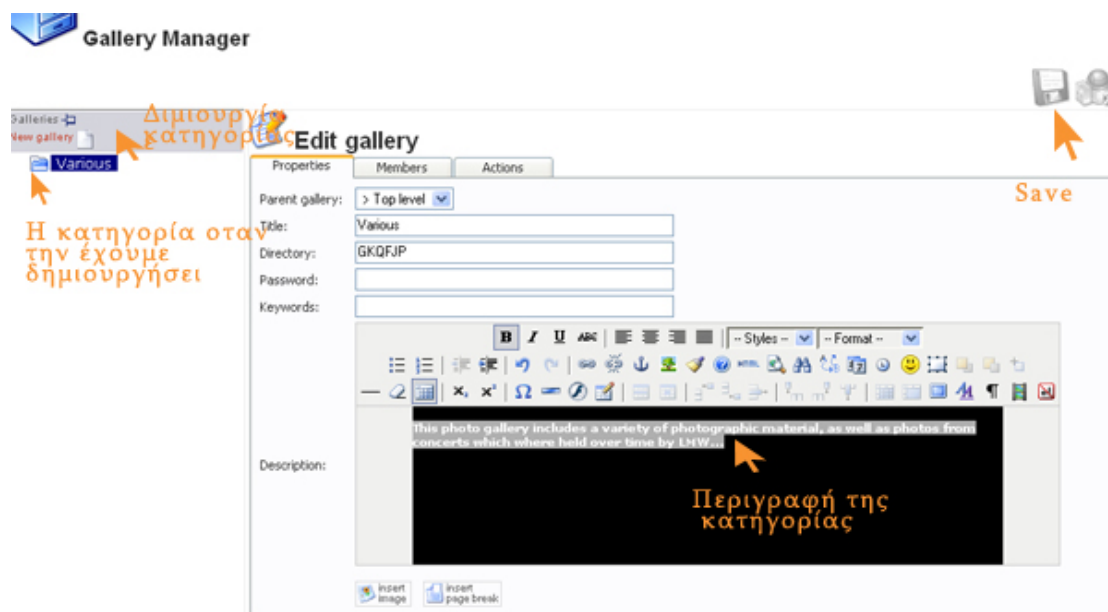 Gallery Manager
Galleries
New gallery
Διμιουργία
κατηγορίας
Various
Η κατηγορία οταν
την έχουμε
δημιουργήσει
Edit gallery
Properties Members Actions
Parent gallery: > Top level
Title: Various
Directory: GKQFJP
Password:
Keywords:
B I U ABC -- Styles -- -- Format --
HTML
Description:
This photo gallery includes a variety of photographic material, as well as photos from
concerts which where held over time by LMW...
Περιγραφή της
κατηγορίας
insert image
insert page break
Save